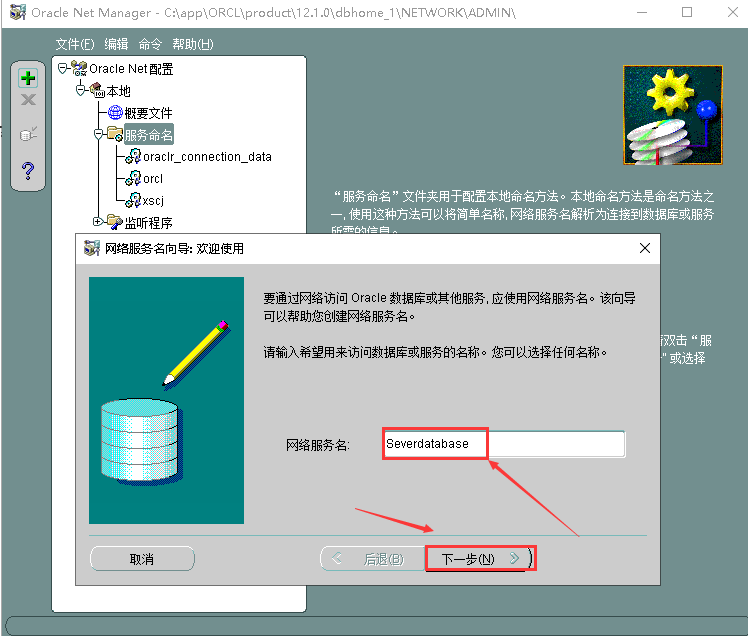 Oracle Net Manager - C:\app\ORCL\product\12.1.0\dbhome_1\NETWORK\ADMIN\
文件(F) 编辑 命令 帮助(H)
Oracle Net配置
本地
概要文件
服务命名
oraclr_connection_data
orcl
xscj
监听程序
“服务命名”文件夹用于配置本地命名方法。本地命名方法是命名方法之
一, 使用这种方法可以将简单名称, 网络服务名解析为连接到数据库或服务
所需的信息。
网络服务名向导: 欢迎使用
要通过网络访问 Oracle 数据库或其他服务, 应使用网络服务名。该向导
可以帮助您创建网络服务名。
请输入希望用来访问数据库或服务的名称。您可以选择任何名称。
双击“服
”或选择
网络服务名:
Severdatabase
取消
后退(B)
下一步(N)